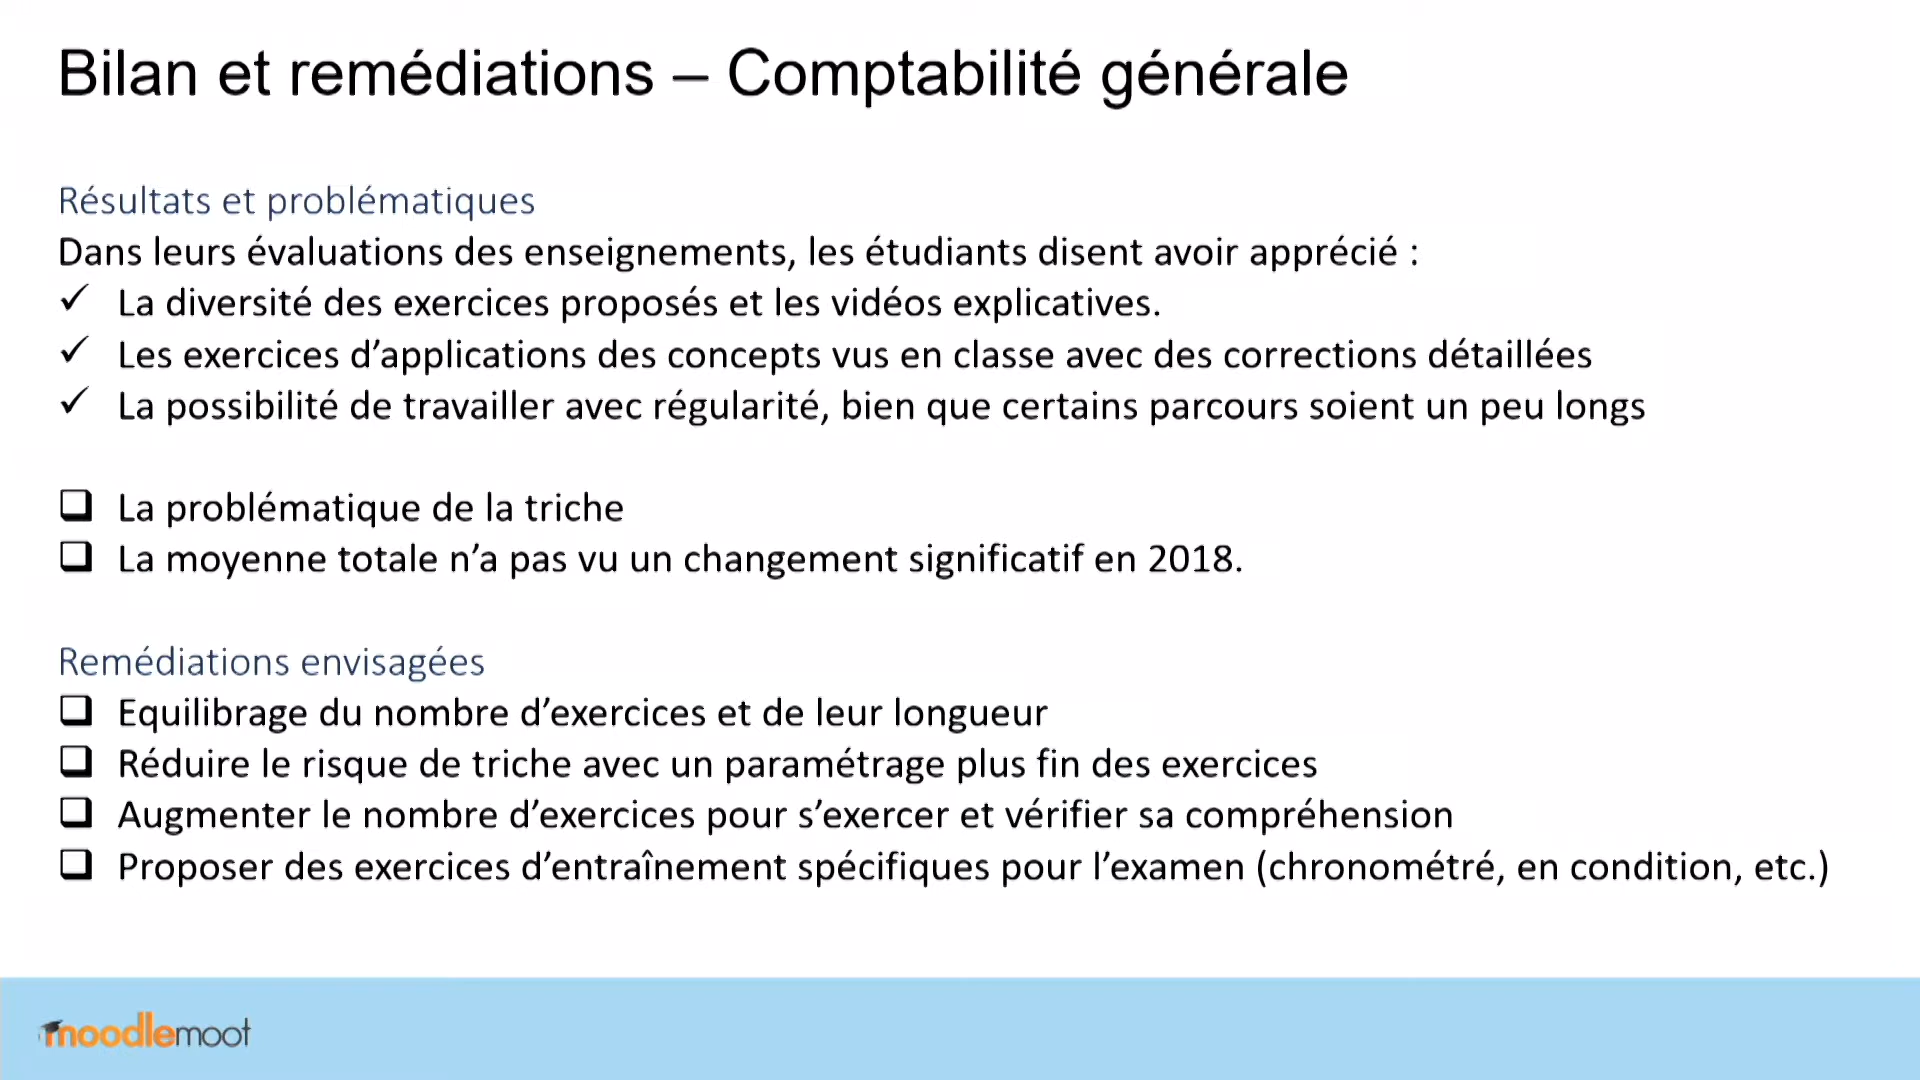 Bilan et remédiations – Comptabilité générale
Résultats et problématiques
Dans leurs évaluations des enseignements, les étudiants disent avoir apprécié :
✓ La diversité des exercices proposés et les vidéos explicatives.
✓ Les exercices d’applications des concepts vus en classe avec des corrections détaillées
✓ La possibilité de travailler avec régularité, bien que certains parcours soient un peu longs
❑ La problématique de la triche
❑ La moyenne totale n’a pas vu un changement significatif en 2018.
Remédiations envisagées
❑ Equilibrage du nombre d’exercices et de leur longueur
❑ Réduire le risque de triche avec un paramétrage plus fin des exercices
❑ Augmenter le nombre d’exercices pour s’exercer et vérifier sa compréhension
❑ Proposer des exercices d’entraînement spécifiques pour l’examen (chronométré, en condition, etc.)
moodlemoot